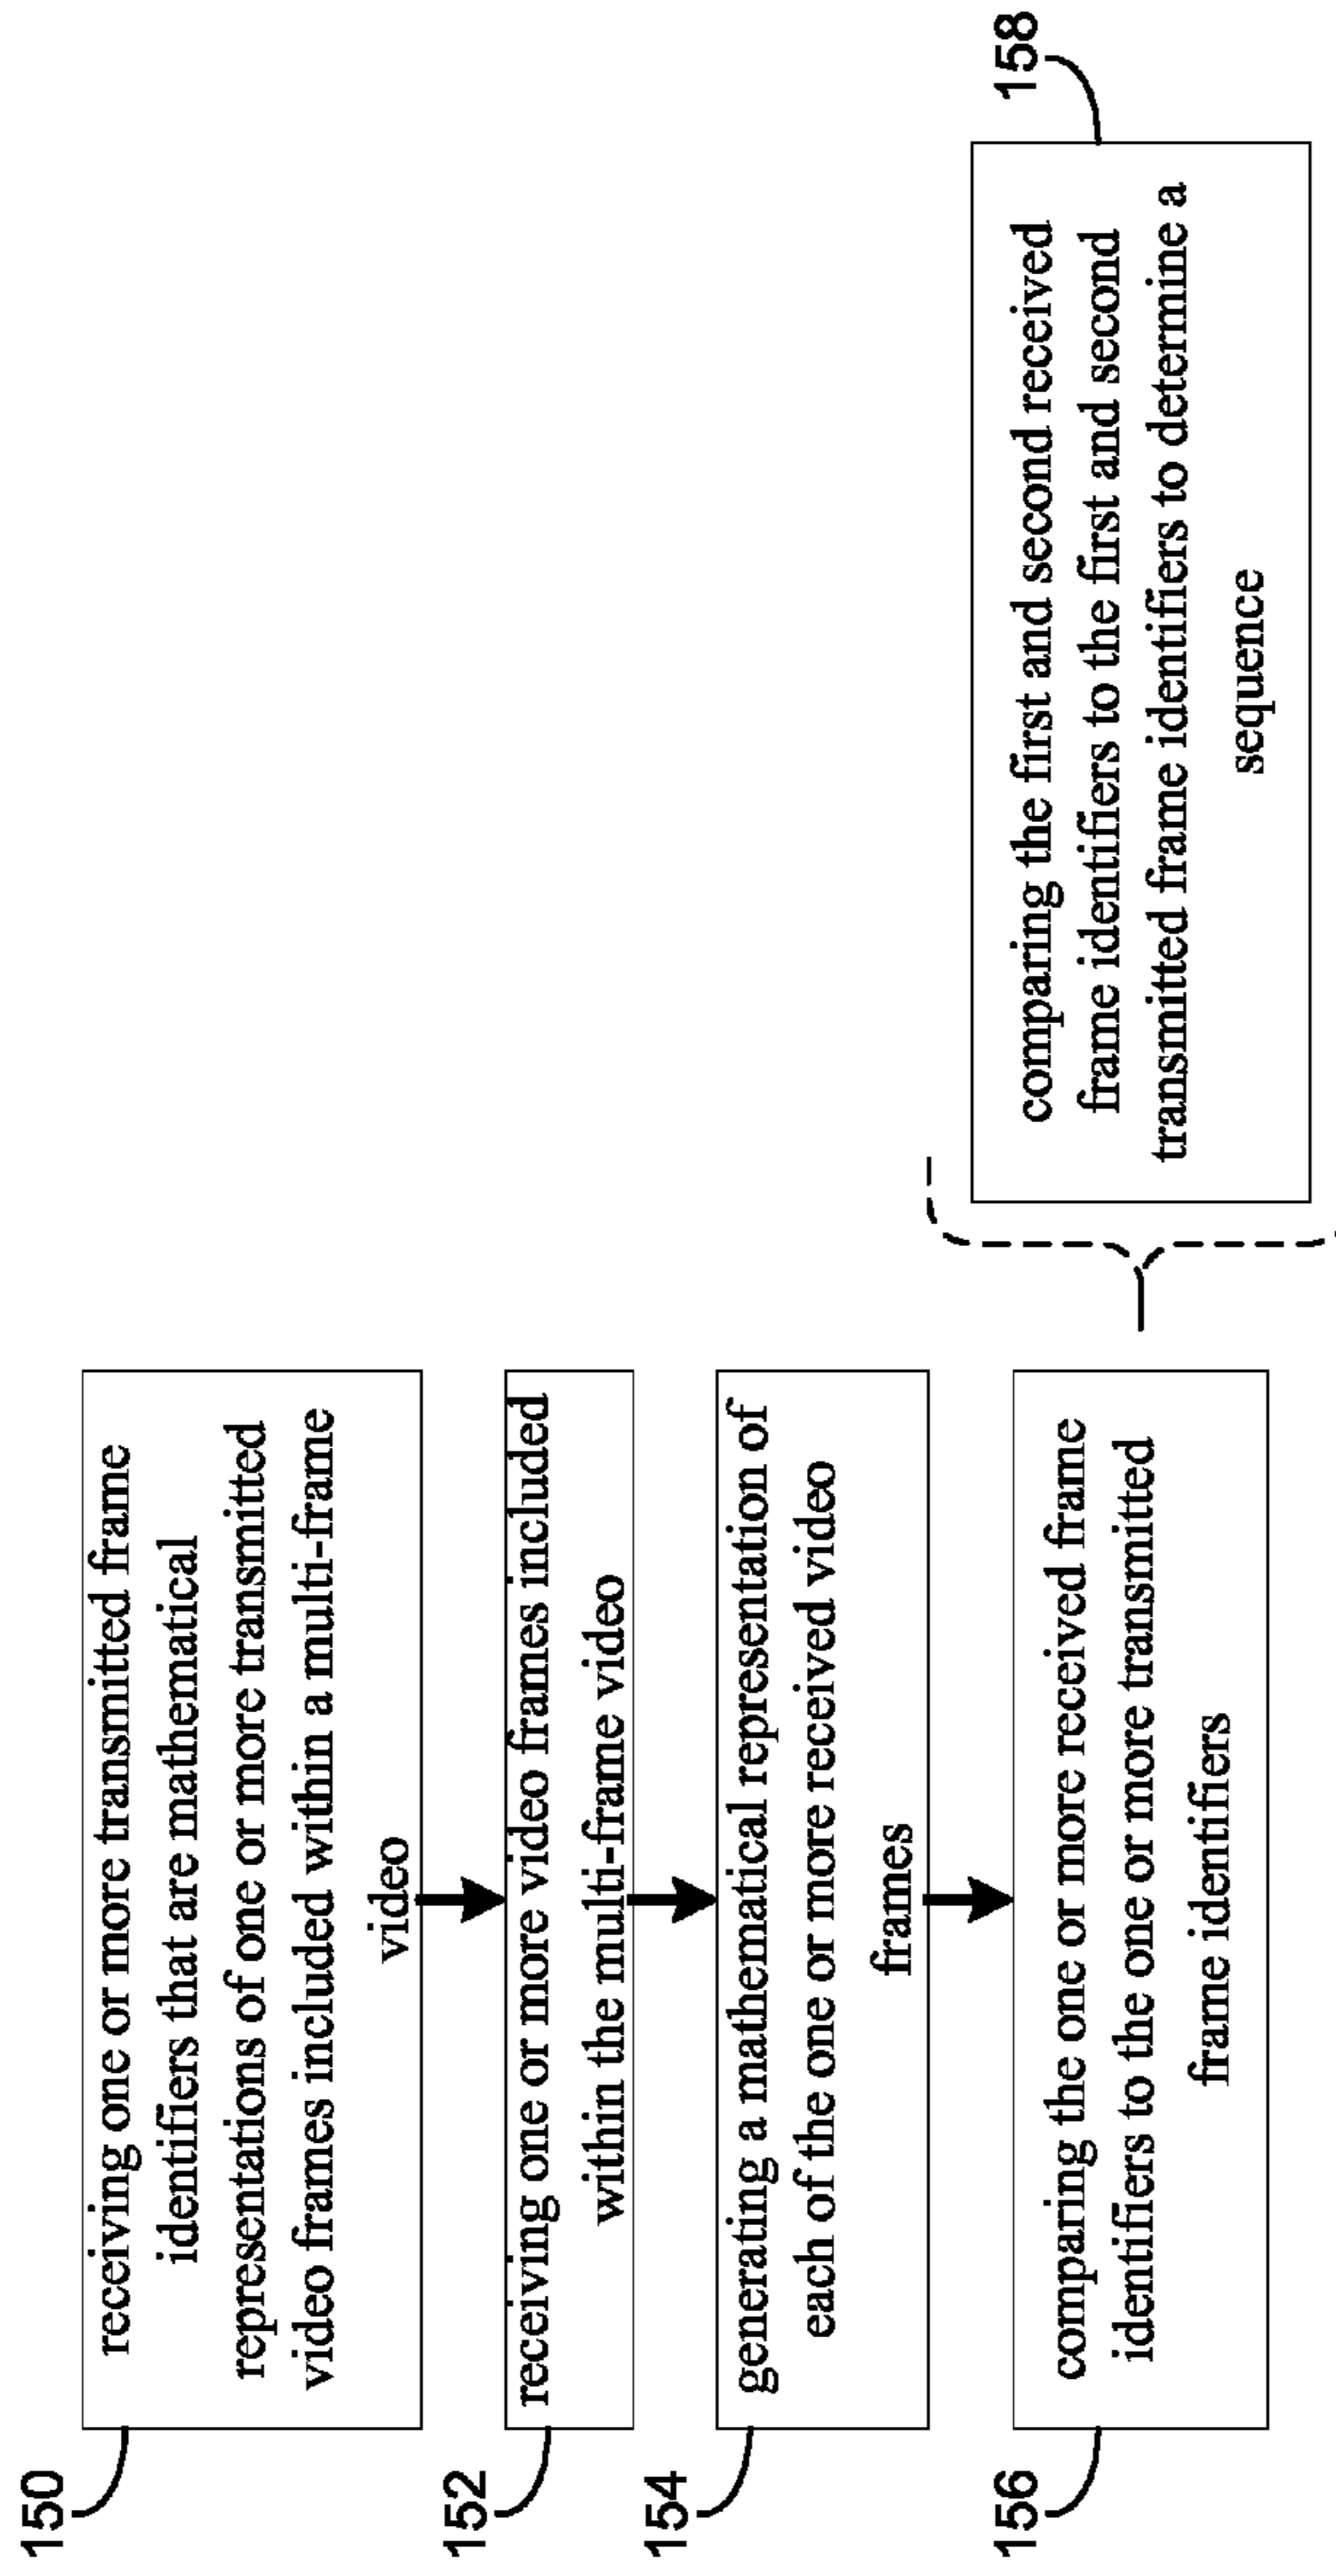 150
receiving one or more transmitted frame
identifiers that are mathematical
representations of one or more transmitted
video frames included within a multi-frame
video
152
receiving one or more video frames included
within the multi-frame video
154
generating a mathematical representation of
each of the one or more received video
frames
156
comparing the one or more received frame
identifiers to the one or more transmitted
frame identifiers
158
comparing the first and second received
frame identifiers to the first and second
transmitted frame identifiers to determine a
sequence